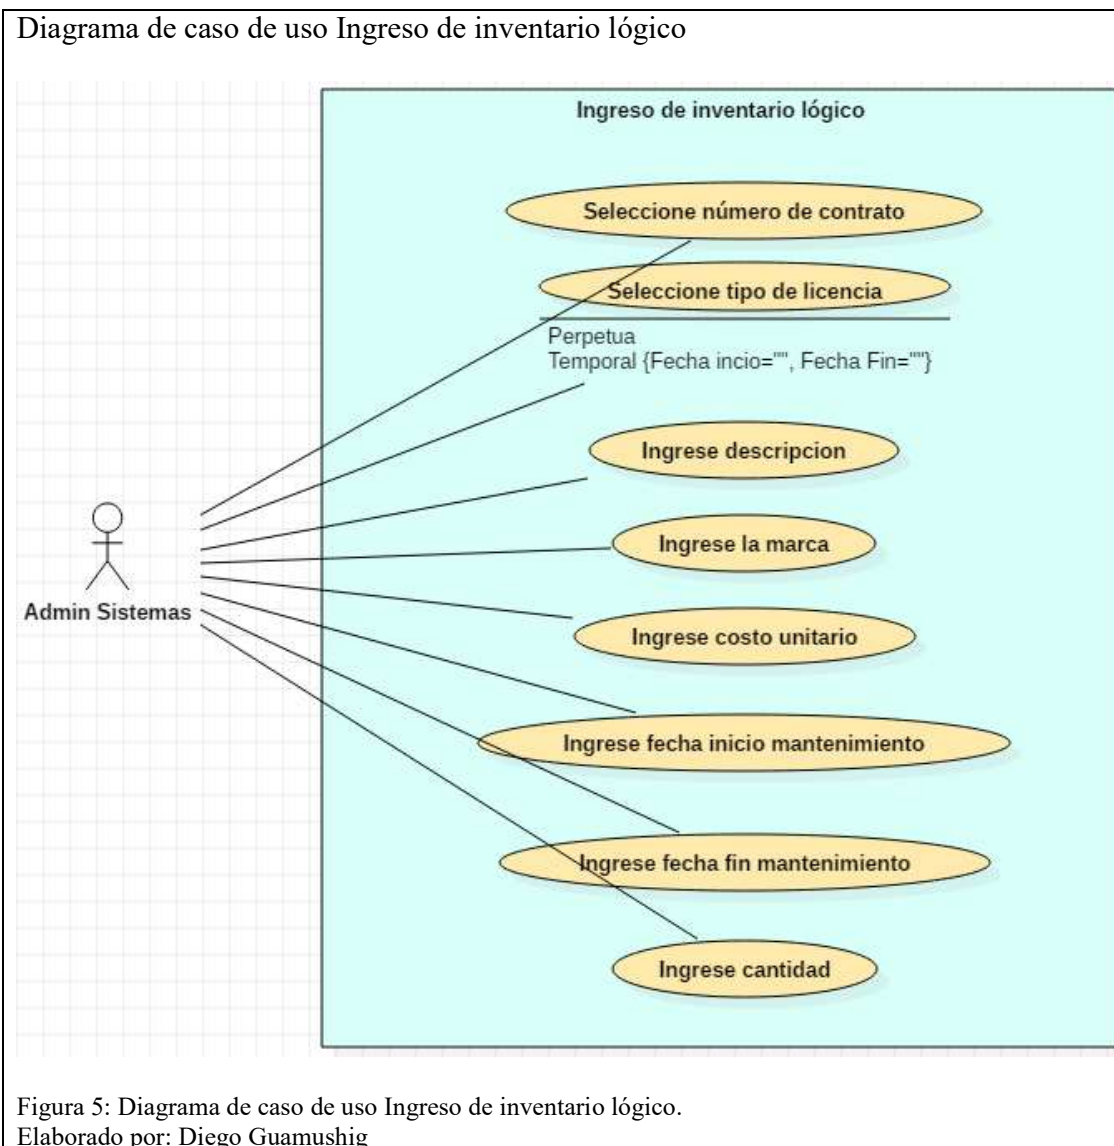 Diagrama de caso de uso Ingreso de inventario lógico
Ingreso de inventario lógico
Seleccione número de contrato
Seleccione tipo de licencia
Perpetua
Temporal {Fecha incio="", Fecha Fin=""}
Ingrese descripcion
Ingrese la marca
Admin Sistemas
Ingrese costo unitario
Ingrese fecha inicio mantenimiento
Ingrese fecha fin mantenimiento
Ingrese cantidad
Figura 5: Diagrama de caso de uso Ingreso de inventario lógico.
Elaborado por: Diego Guamushig